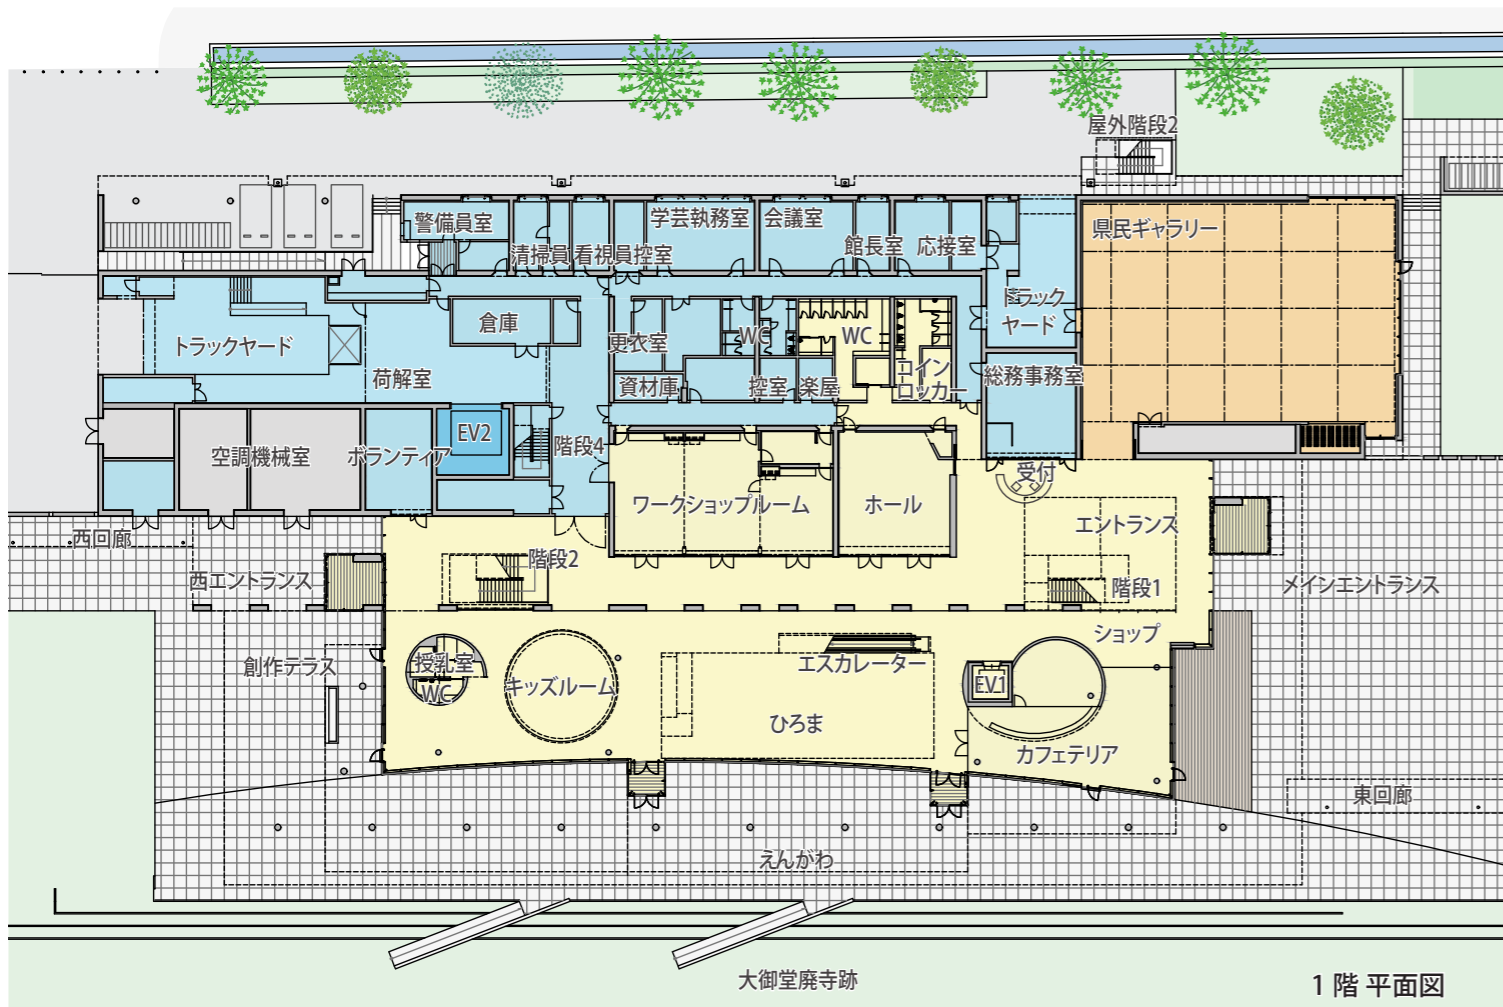 屋外階段2
警備員室
清掃員
看視員控室
学芸執務室
会議室
館長室
応接室
県民ギャラリー
トラックヤード
荷解室
倉庫
更衣室
WC
WC
トラック
ヤード
資材庫
控室
楽屋
コイン
ロッカー
総務事務室
空調機械室
ボランティア
EV2
階段4
ワークショップルーム
ホール
受付
エントランス
西回廊
西エントランス
階段2
階段1
メインエントランス
創作テラス
授乳室
WC
キッズルーム
エスカレーター
ショップ
EV1
ひろま
カフェテリア
東回廊
えんがわ
大御堂廃寺跡
1 階 平面図